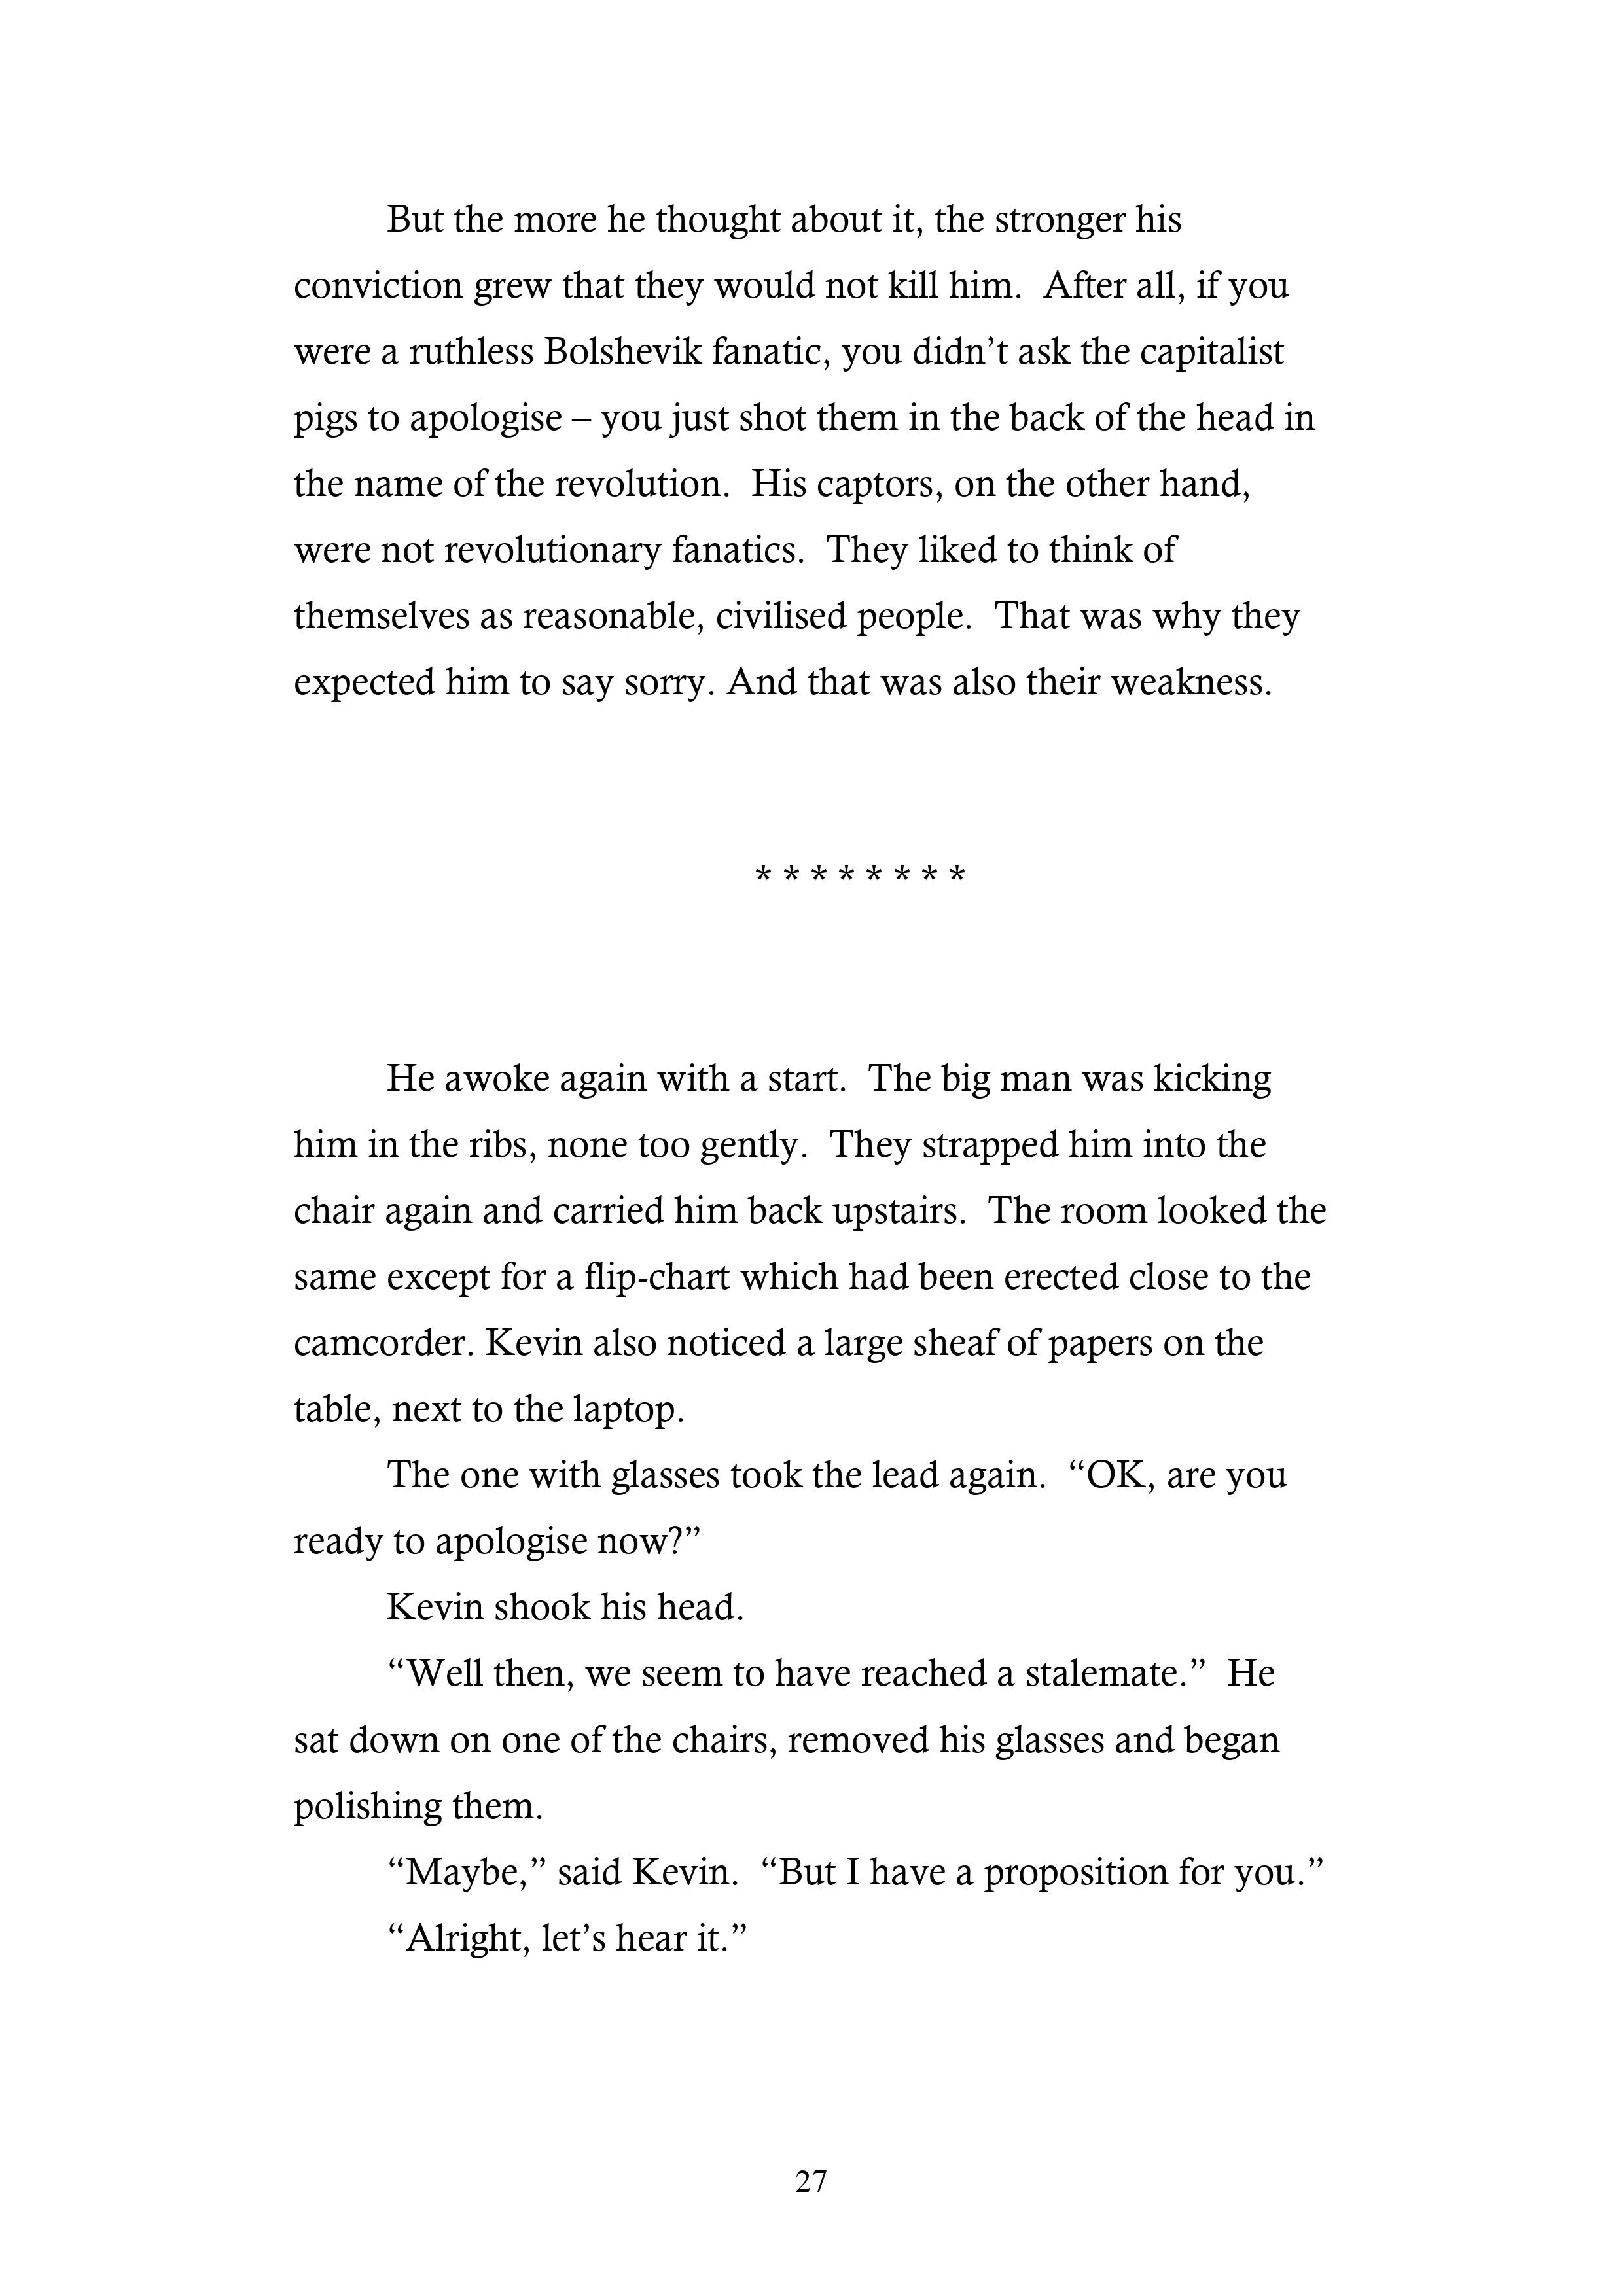 But the more he thought about it, the stronger his
conviction grew that they would not kill him.  After all, if you
were a ruthless Bolshevik fanatic, you didn’t ask the capitalist
pigs to apologise – you just shot them in the back of the head in
the name of the revolution.  His captors, on the other hand,
were not revolutionary fanatics.  They liked to think of
themselves as reasonable, civilised people.  That was why they
expected him to say sorry. And that was also their weakness.
* * * * * * * *
He awoke again with a start.  The big man was kicking
him in the ribs, none too gently.  They strapped him into the
chair again and carried him back upstairs.  The room looked the
same except for a flip-chart which had been erected close to the
camcorder. Kevin also noticed a large sheaf of papers on the
table, next to the laptop.
The one with glasses took the lead again.  “OK, are you
ready to apologise now?”
Kevin shook his head.
“Well then, we seem to have reached a stalemate.”  He
sat down on one of the chairs, removed his glasses and began
polishing them.
“Maybe,” said Kevin.  “But I have a proposition for you.”
“Alright, let’s hear it.”
27